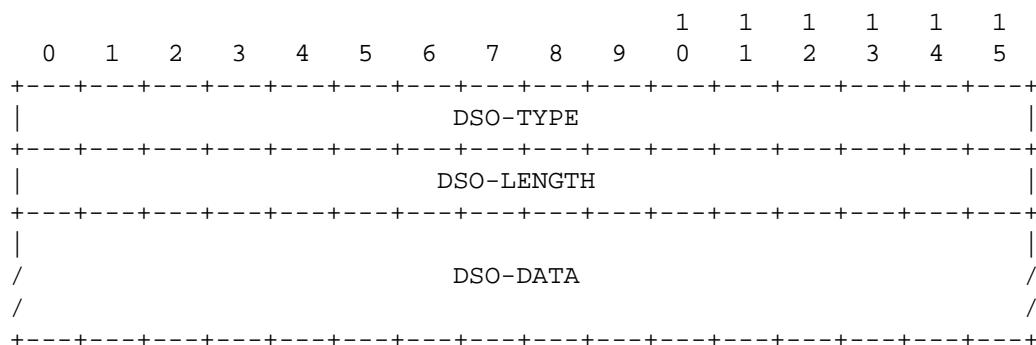 1   1   1   1   1   1
   0   1   2   3   4   5   6   7   8   9   0   1   2   3   4   5
 +---+---+---+---+---+---+---+---+---+---+---+---+---+---+---+---+
 |                           DSO-TYPE                            |
 +---+---+---+---+---+---+---+---+---+---+---+---+---+---+---+---+
 |                          DSO-LENGTH                           |
 +---+---+---+---+---+---+---+---+---+---+---+---+---+---+---+---+
 |                                                               |
 /                           DSO-DATA                            /
 /                                                               /
 +---+---+---+---+---+---+---+---+---+---+---+---+---+---+---+---+